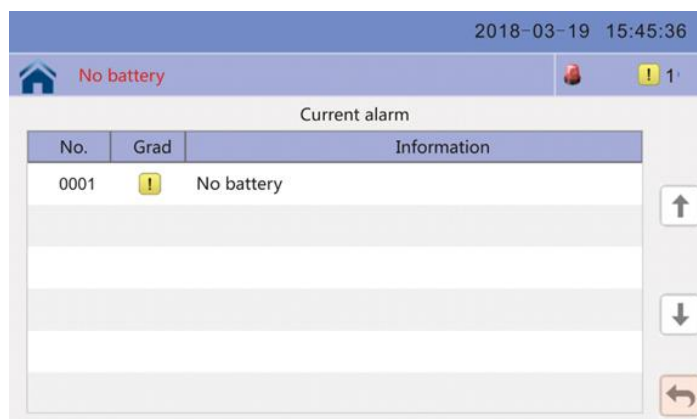 2018-03-19 15:45:36
No battery
! 1
Current alarm
No. Grad Information
0001 ! No battery